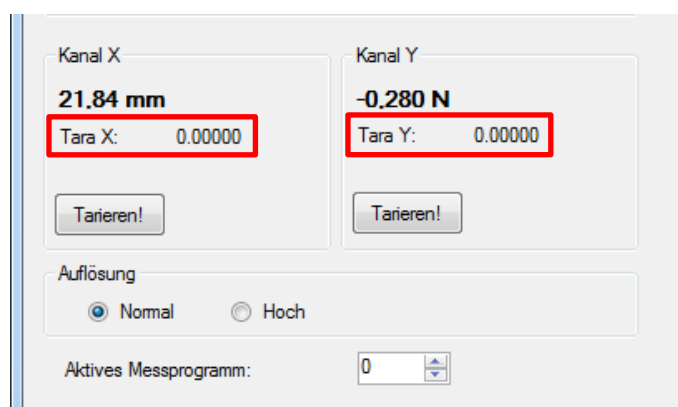 Kanal X
21,84 mm
Tara X: 0.00000
Tarieren!
Kanal Y
-0,280 N
Tara Y: 0.00000
Tarieren!
Auflösung
Normal Hoch
Aktives Messprogramm: 0